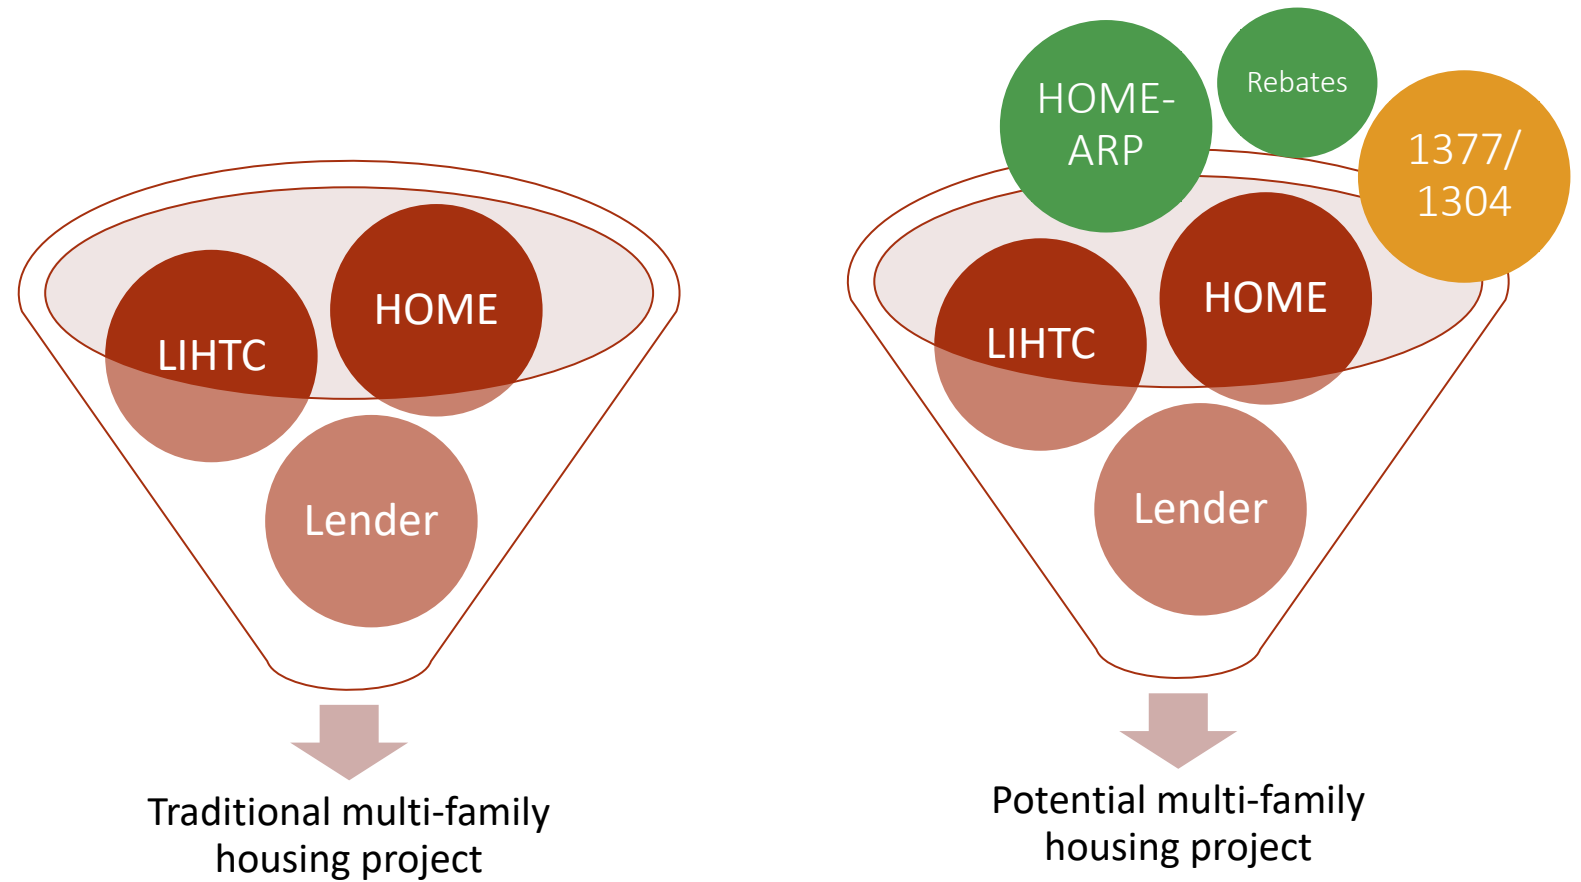 LIHTC
HOME
Lender
Traditional multi-family
housing project
HOME-
ARP
Rebates
1377/
1304
LIHTC
HOME
Lender
Potential multi-family
housing project